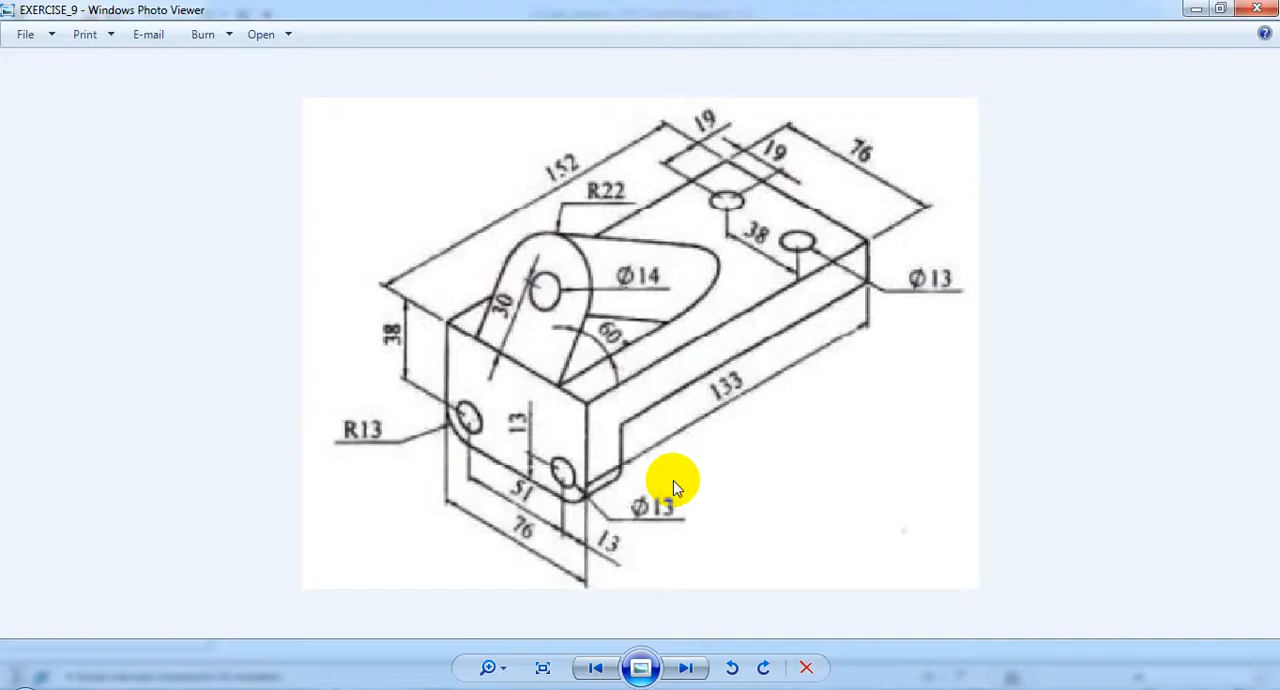 EXERCISE_9 - Windows Photo Viewer
File Print E-mail Burn Open
19
19
76
152
R22
38
Ø14
Ø13
30
60°
38
133
13
R13
51
Ø13
76
13